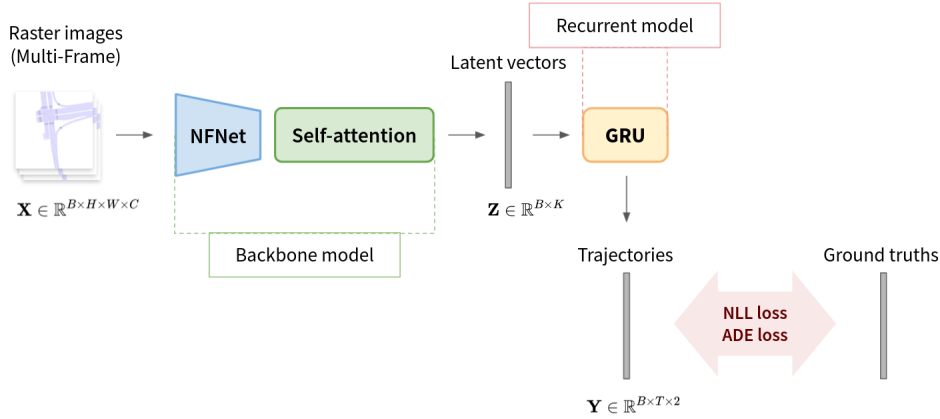 Raster images
(Multi-Frame)
X ∈ ℝ^{B×H×W×C}
NFNet
Self-attention
Backbone model
Latent vectors
Z ∈ ℝ^{B×K}
Recurrent model
GRU
Trajectories
Y ∈ ℝ^{B×T×2}
NLL loss
ADE loss
Ground truths